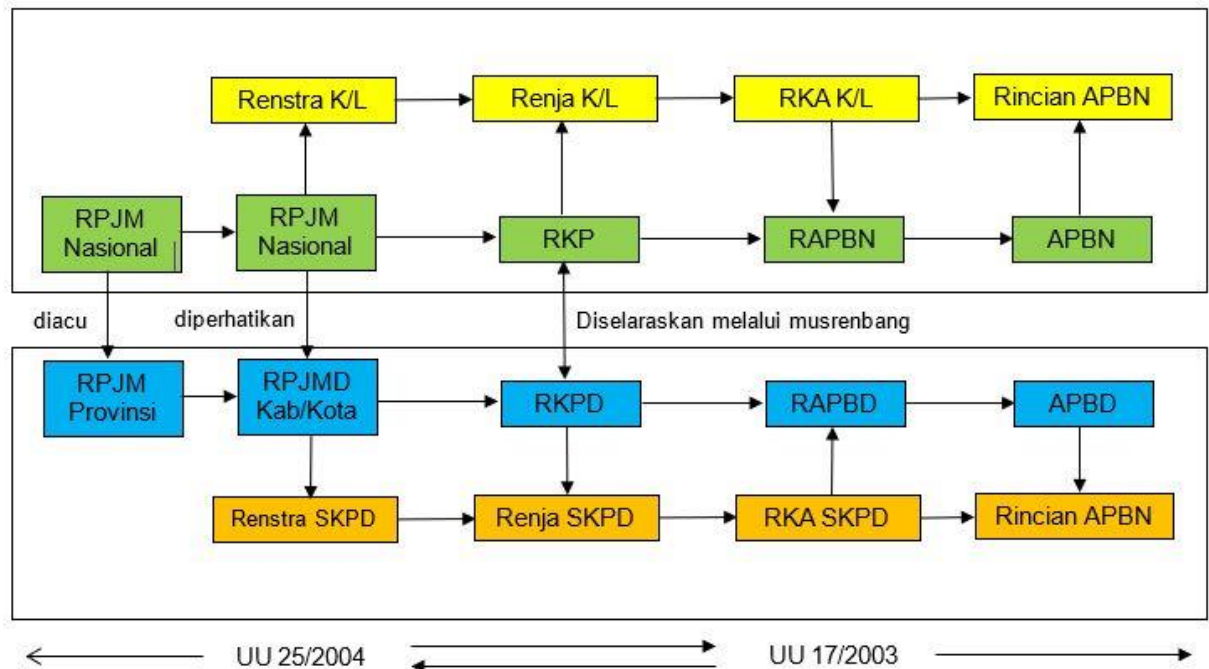 Renstra K/L
Renja K/L
RKA K/L
Rincian APBN
RPJM
Nasional
RPJM
Nasional
RKP
RAPBN
APBN
diacu
diperhatikan
Diselaraskan melalui musrenbang
RPJM
Provinsi
RPJMD
Kab/Kota
RKPD
RAPBD
APBD
Renstra SKPD
Renja SKPD
RKA SKPD
Rincian APBN
UU 25/2004
UU 17/2003